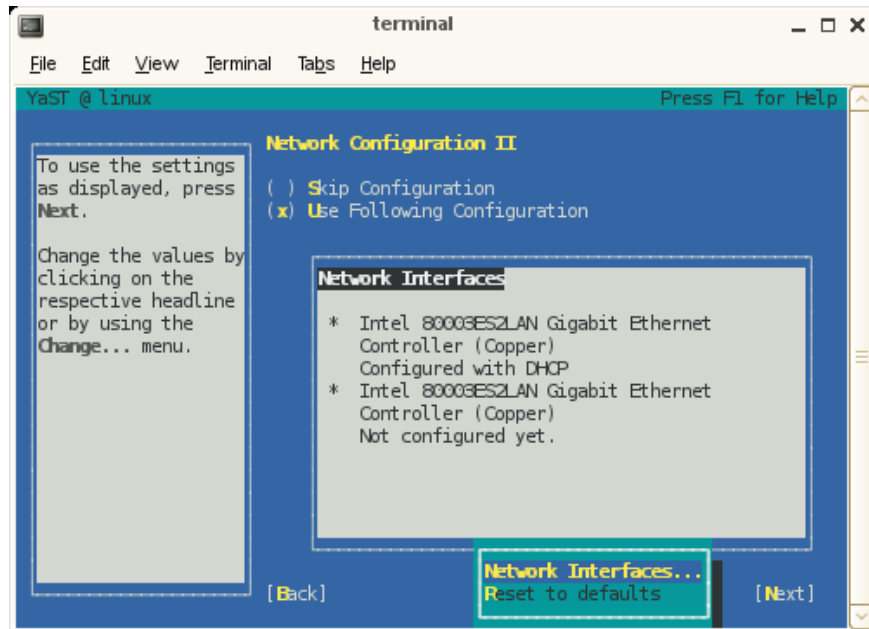 terminal
File Edit View Terminal Tabs Help
YaST @ linux Press F1 for Help
To use the settings
as displayed, press
Next.
Change the values by
clicking on the
respective headline
or by using the
Change... menu.
Network Configuration II
( ) Skip Configuration
(x) Use Following Configuration
Network Interfaces
* Intel 80003ES2LAN Gigabit Ethernet
Controller (Copper)
Configured with DHCP
* Intel 80003ES2LAN Gigabit Ethernet
Controller (Copper)
Not configured yet.
Network Interfaces...
Reset to defaults
[Back] [Next]